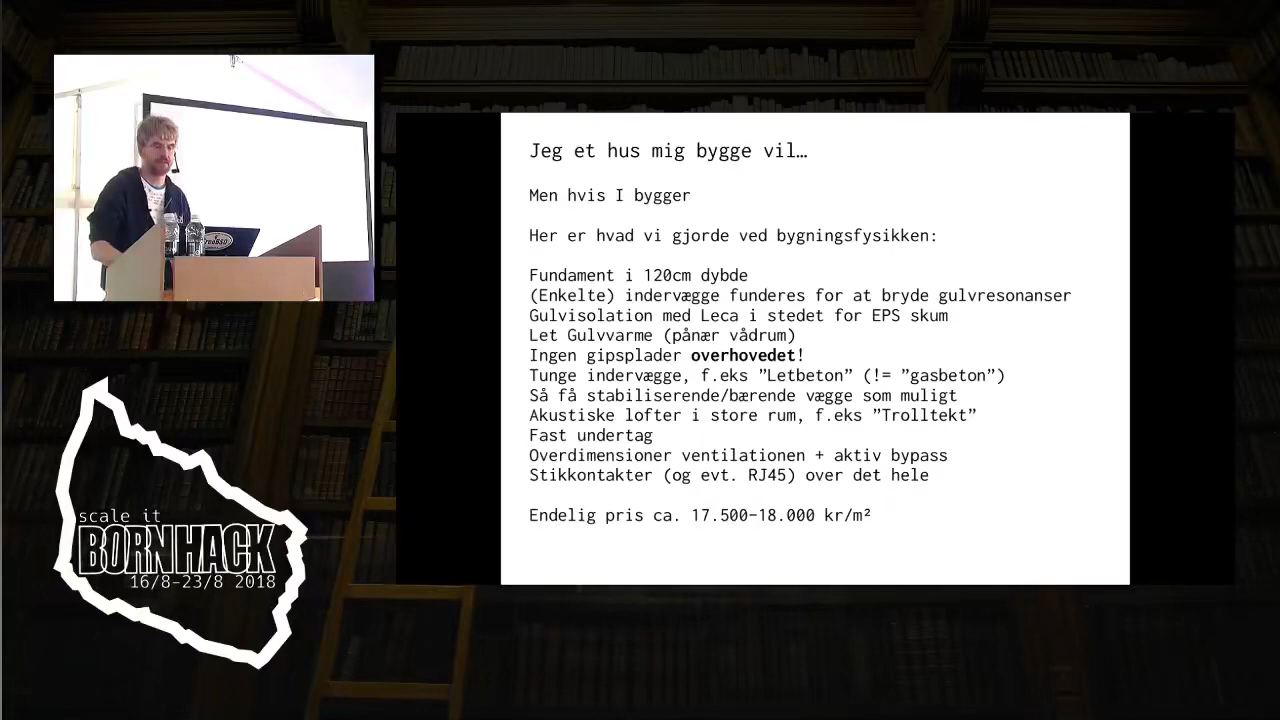 Jeg et hus mig bygge vil…
Men hvis I bygger
Her er hvad vi gjorde ved bygningsfysikken:
Fundament i 120cm dybde
(Enkelte) indervægge funderes for at bryde gulvresonanser
Gulvisolation med Leca i stedet for EPS skum
Let Gulvvarme (pånær vådrum)
Ingen gipsplader overhovedet!
Tunge indervægge, f.eks ”Letbeton” (!= ”gasbeton”)
Så få stabiliserende/bærende vægge som muligt
Akustiske lofter i store rum, f.eks ”Trolltekt”
Fast undertag
Overdimensioner ventilationen + aktiv bypass
Stikkontakter (og evt. RJ45) over det hele
Endelig pris ca. 17.500-18.000 kr/m²
scale it
BORNHACK
16/8-23/8 2018